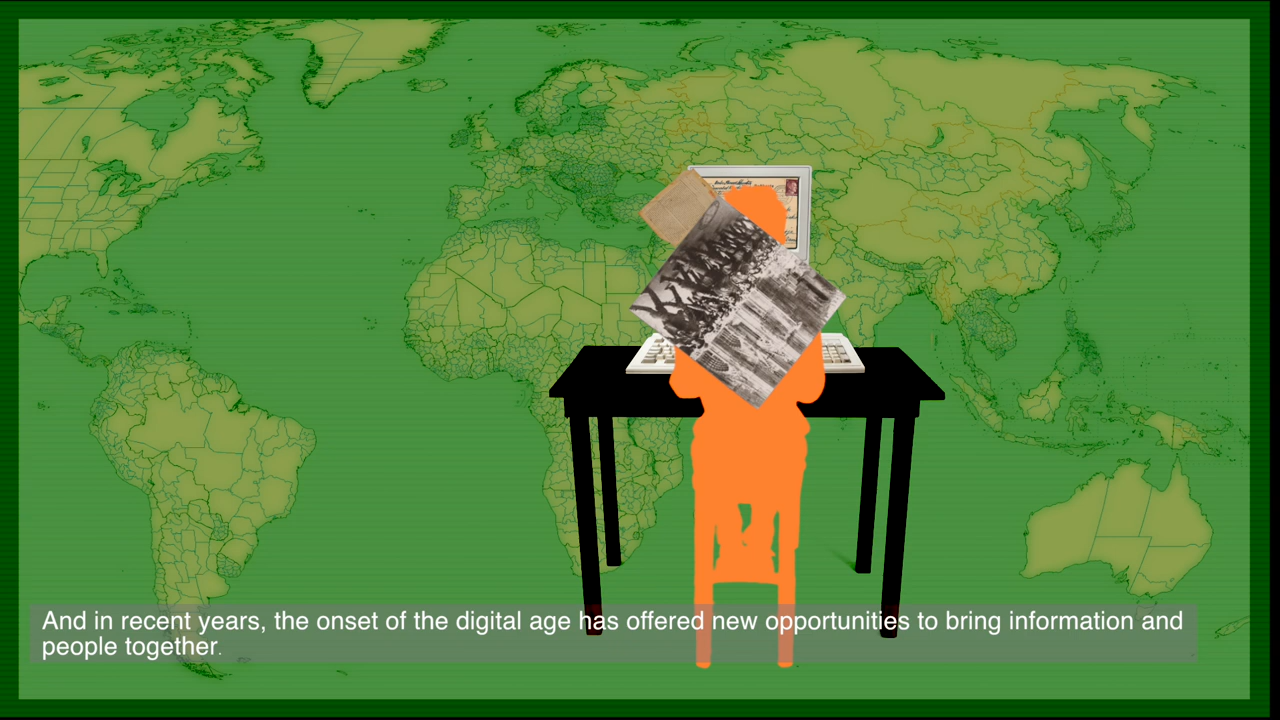 And in recent years, the onset of the digital age has offered new opportunities to bring information and
people together.